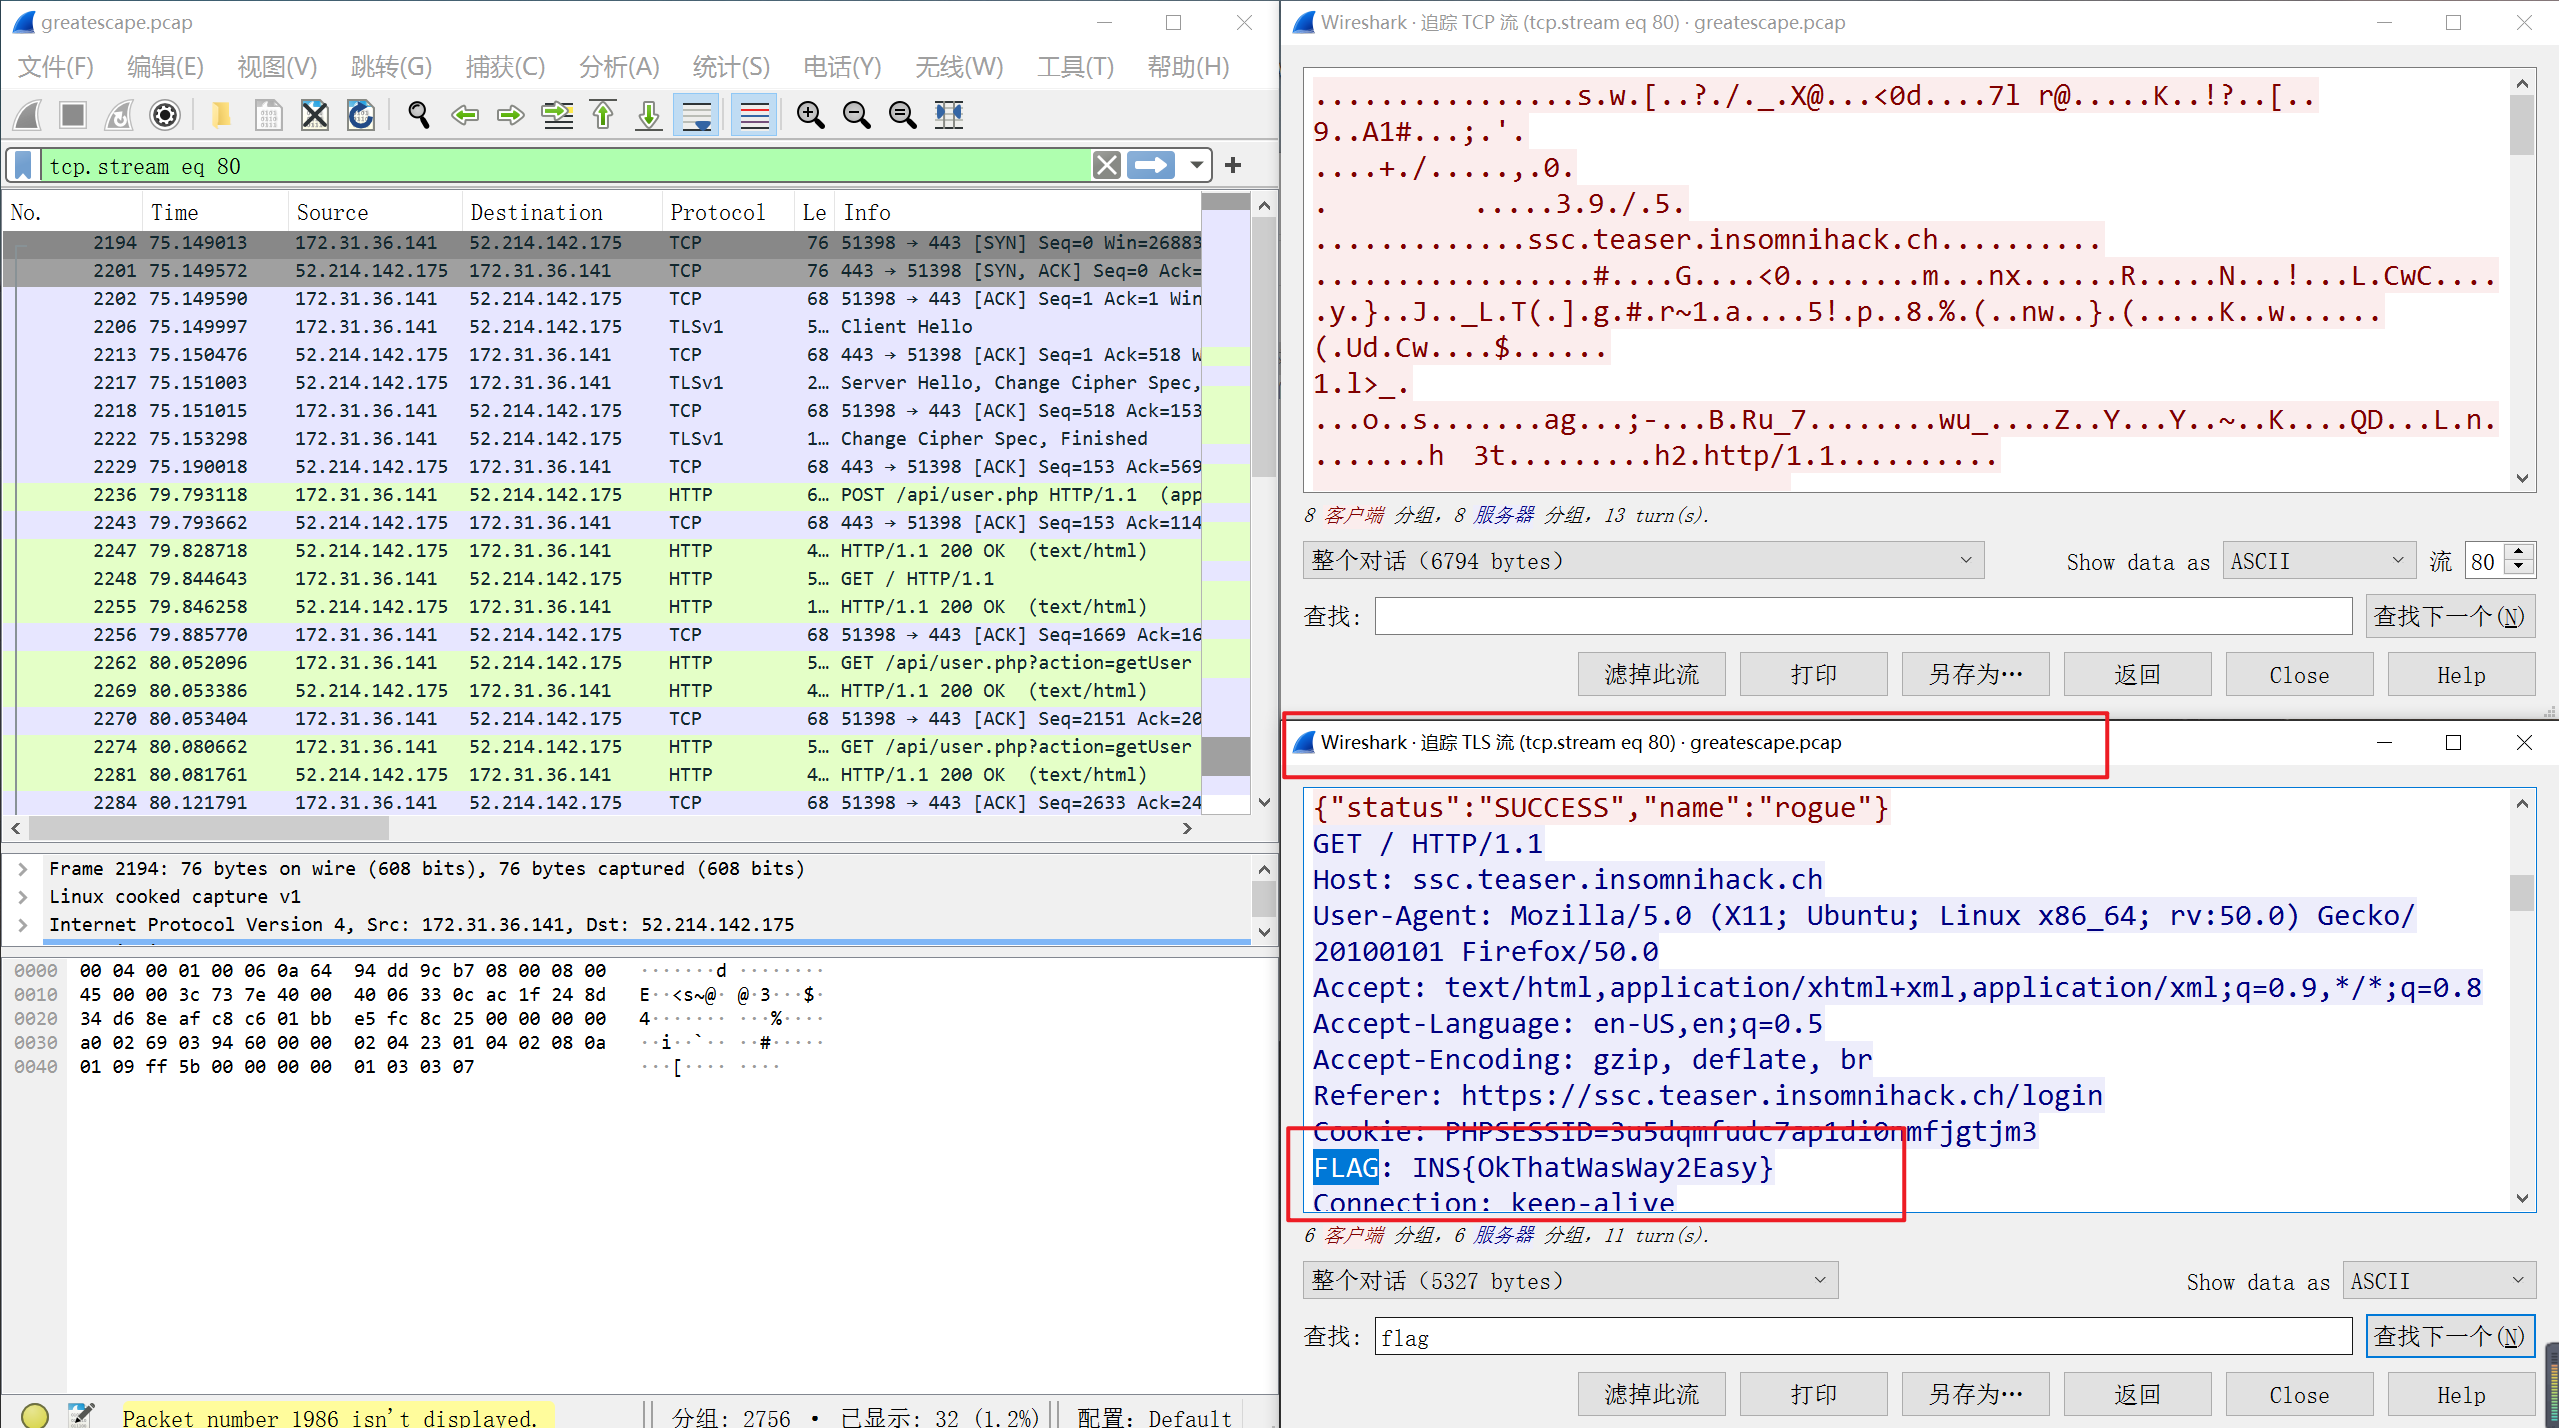 greatescape.pcap
文件(F) 编辑(E) 视图(V) 跳转(G) 捕获(C) 分析(A) 统计(S) 电话(Y) 无线(W) 工具(T) 帮助(H)
tcp.stream eq 80
No. Time Source Destination Protocol Le Info
2194 75.149013 172.31.36.141 52.214.142.175 TCP 76 51398 → 443 [SYN] Seq=0 Win=26883
2201 75.149572 52.214.142.175 172.31.36.141 TCP 76 443 → 51398 [SYN, ACK] Seq=0 Ack=
2202 75.149590 172.31.36.141 52.214.142.175 TCP 68 51398 → 443 [ACK] Seq=1 Ack=1 Win
2206 75.149997 172.31.36.141 52.214.142.175 TLSv1 5… Client Hello
2213 75.150476 52.214.142.175 172.31.36.141 TCP 68 443 → 51398 [ACK] Seq=1 Ack=518 W
2217 75.151003 52.214.142.175 172.31.36.141 TLSv1 2… Server Hello, Change Cipher Spec,
2218 75.151015 172.31.36.141 52.214.142.175 TCP 68 51398 → 443 [ACK] Seq=518 Ack=153
2222 75.153298 172.31.36.141 52.214.142.175 TLSv1 1… Change Cipher Spec, Finished
2229 75.190018 52.214.142.175 172.31.36.141 TCP 68 443 → 51398 [ACK] Seq=153 Ack=569
2236 79.793118 172.31.36.141 52.214.142.175 HTTP 6… POST /api/user.php HTTP/1.1 (app
2243 79.793662 52.214.142.175 172.31.36.141 TCP 68 443 → 51398 [ACK] Seq=153 Ack=114
2247 79.828718 52.214.142.175 172.31.36.141 HTTP 4… HTTP/1.1 200 OK (text/html)
2248 79.844643 172.31.36.141 52.214.142.175 HTTP 5… GET / HTTP/1.1
2255 79.846258 52.214.142.175 172.31.36.141 HTTP 1… HTTP/1.1 200 OK (text/html)
2256 79.885770 172.31.36.141 52.214.142.175 TCP 68 51398 → 443 [ACK] Seq=1669 Ack=16
2262 80.052096 172.31.36.141 52.214.142.175 HTTP 5… GET /api/user.php?action=getUser
2269 80.053386 52.214.142.175 172.31.36.141 HTTP 4… HTTP/1.1 200 OK (text/html)
2270 80.053404 172.31.36.141 52.214.142.175 TCP 68 51398 → 443 [ACK] Seq=2151 Ack=20
2274 80.080662 172.31.36.141 52.214.142.175 HTTP 5… GET /api/user.php?action=getUser
2281 80.081761 52.214.142.175 172.31.36.141 HTTP 4… HTTP/1.1 200 OK (text/html)
2284 80.121791 172.31.36.141 52.214.142.175 TCP 68 51398 → 443 [ACK] Seq=2633 Ack=24
Frame 2194: 76 bytes on wire (608 bits), 76 bytes captured (608 bits)
Linux cooked capture v1
Internet Protocol Version 4, Src: 172.31.36.141, Dst: 52.214.142.175
0000 00 04 00 01 00 06 0a 64 94 dd 9c b7 08 00 08 00 ·······d ········
0010 45 00 00 3c 73 7e 40 00 40 06 33 0c ac 1f 24 8d E··<s~@· @·3···$·
0020 34 d6 8e af c8 c6 01 bb e5 fc 8c 25 00 00 00 00 4······· ···%····
0030 a0 02 69 03 94 60 00 00 02 04 23 01 04 02 08 0a ··i··`·· ··#·····
0040 01 09 ff 5b 00 00 00 00 01 03 03 07 ···[···· ····
Packet number 1986 isn't displayed. 分组: 2756 · 已显示: 32 (1.2%) 配置: Default
Wireshark · 追踪 TCP 流 (tcp.stream eq 80) · greatescape.pcap
................s.w.[..?./._.X@...<0d....7l r@.....K..!?..[..
9..A1#...;.'.
....+./.....,.0.
. .....3.9./.5.
.............ssc.teaser.insomnihack.ch..........
.................#....G....<0........m...nx......R.....N...!...L.CwC....
.y.}..J.._L.T(.].g.#.r~1.a....5!.p..8.%.(..nw..}.(.....K..w......
(.Ud.Cw....$......
1.l>_.
...o..s.......ag...;-...B.Ru_7........wu_....Z..Y...Y..~..K....QD...L.n.
.......h 3t.........h2.http/1.1..........
8 客户端 分组, 8 服务器 分组, 13 turn(s).
整个对话 (6794 bytes) Show data as ASCII 流 80
查找: 查找下一个(N)
滤掉此流 打印 另存为… 返回 Close Help
Wireshark · 追踪 TLS 流 (tcp.stream eq 80) · greatescape.pcap
{"status":"SUCCESS","name":"rogue"}
GET / HTTP/1.1
Host: ssc.teaser.insomnihack.ch
User-Agent: Mozilla/5.0 (X11; Ubuntu; Linux x86_64; rv:50.0) Gecko/
20100101 Firefox/50.0
Accept: text/html,application/xhtml+xml,application/xml;q=0.9,*/*;q=0.8
Accept-Language: en-US,en;q=0.5
Accept-Encoding: gzip, deflate, br
Referer: https://ssc.teaser.insomnihack.ch/login
Cookie: PHPSESSID=3u5dqmfudc7ap1di0nmfjgtjm3
FLAG: INS{OkThatWasWay2Easy}
Connection: keep-alive
6 客户端 分组, 6 服务器 分组, 11 turn(s).
整个对话 (5327 bytes) Show data as ASCII
查找: flag 查找下一个(N)
滤掉此流 打印 另存为… 返回 Close Help